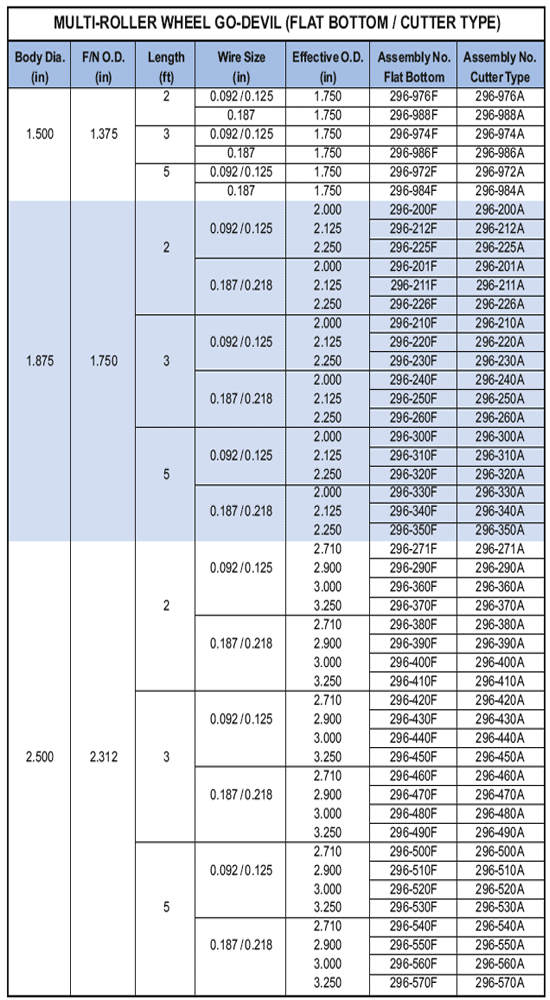 MULTI-ROLLER WHEEL GO-DEVIL (FLAT BOTTOM / CUTTER TYPE)
Body Dia. F/N O.D. Length Wire Size Effective O.D. Assembly No. Assembly No.
(in) (in) (ft) (in) (in) Flat Bottom Cutter Type
2 0.092 / 0.125 1.750 296-976F 296-976A
0.187 1.750 296-988F 296-988A
1.500 1.375 3 0.092 / 0.125 1.750 296-974F 296-974A
0.187 1.750 296-986F 296-986A
5 0.092 / 0.125 1.750 296-972F 296-972A
0.187 1.750 296-984F 296-984A
2.000 296-200F 296-200A
0.092 / 0.125 2.125 296-212F 296-212A
2 2.250 296-225F 296-225A
2.000 296-201F 296-201A
0.187 / 0.218 2.125 296-211F 296-211A
2.250 296-226F 296-226A
2.000 296-210F 296-210A
0.092 / 0.125 2.125 296-220F 296-220A
1.875 1.750 3 2.250 296-230F 296-230A
2.000 296-240F 296-240A
0.187 / 0.218 2.125 296-250F 296-250A
2.250 296-260F 296-260A
2.000 296-300F 296-300A
0.092 / 0.125 2.125 296-310F 296-310A
5 2.250 296-320F 296-320A
2.000 296-330F 296-330A
0.187 / 0.218 2.125 296-340F 296-340A
2.250 296-350F 296-350A
2.710 296-271F 296-271A
0.092 / 0.125 2.900 296-290F 296-290A
3.000 296-360F 296-360A
2 3.250 296-370F 296-370A
2.710 296-380F 296-380A
0.187 / 0.218 2.900 296-390F 296-390A
3.000 296-400F 296-400A
3.250 296-410F 296-410A
2.710 296-420F 296-420A
0.092 / 0.125 2.900 296-430F 296-430A
3.000 296-440F 296-440A
2.500 2.312 3 3.250 296-450F 296-450A
2.710 296-460F 296-460A
0.187 / 0.218 2.900 296-470F 296-470A
3.000 296-480F 296-480A
3.250 296-490F 296-490A
2.710 296-500F 296-500A
0.092 / 0.125 2.900 296-510F 296-510A
3.000 296-520F 296-520A
5 3.250 296-530F 296-530A
2.710 296-540F 296-540A
0.187 / 0.218 2.900 296-550F 296-550A
3.000 296-560F 296-560A
3.250 296-570F 296-570A